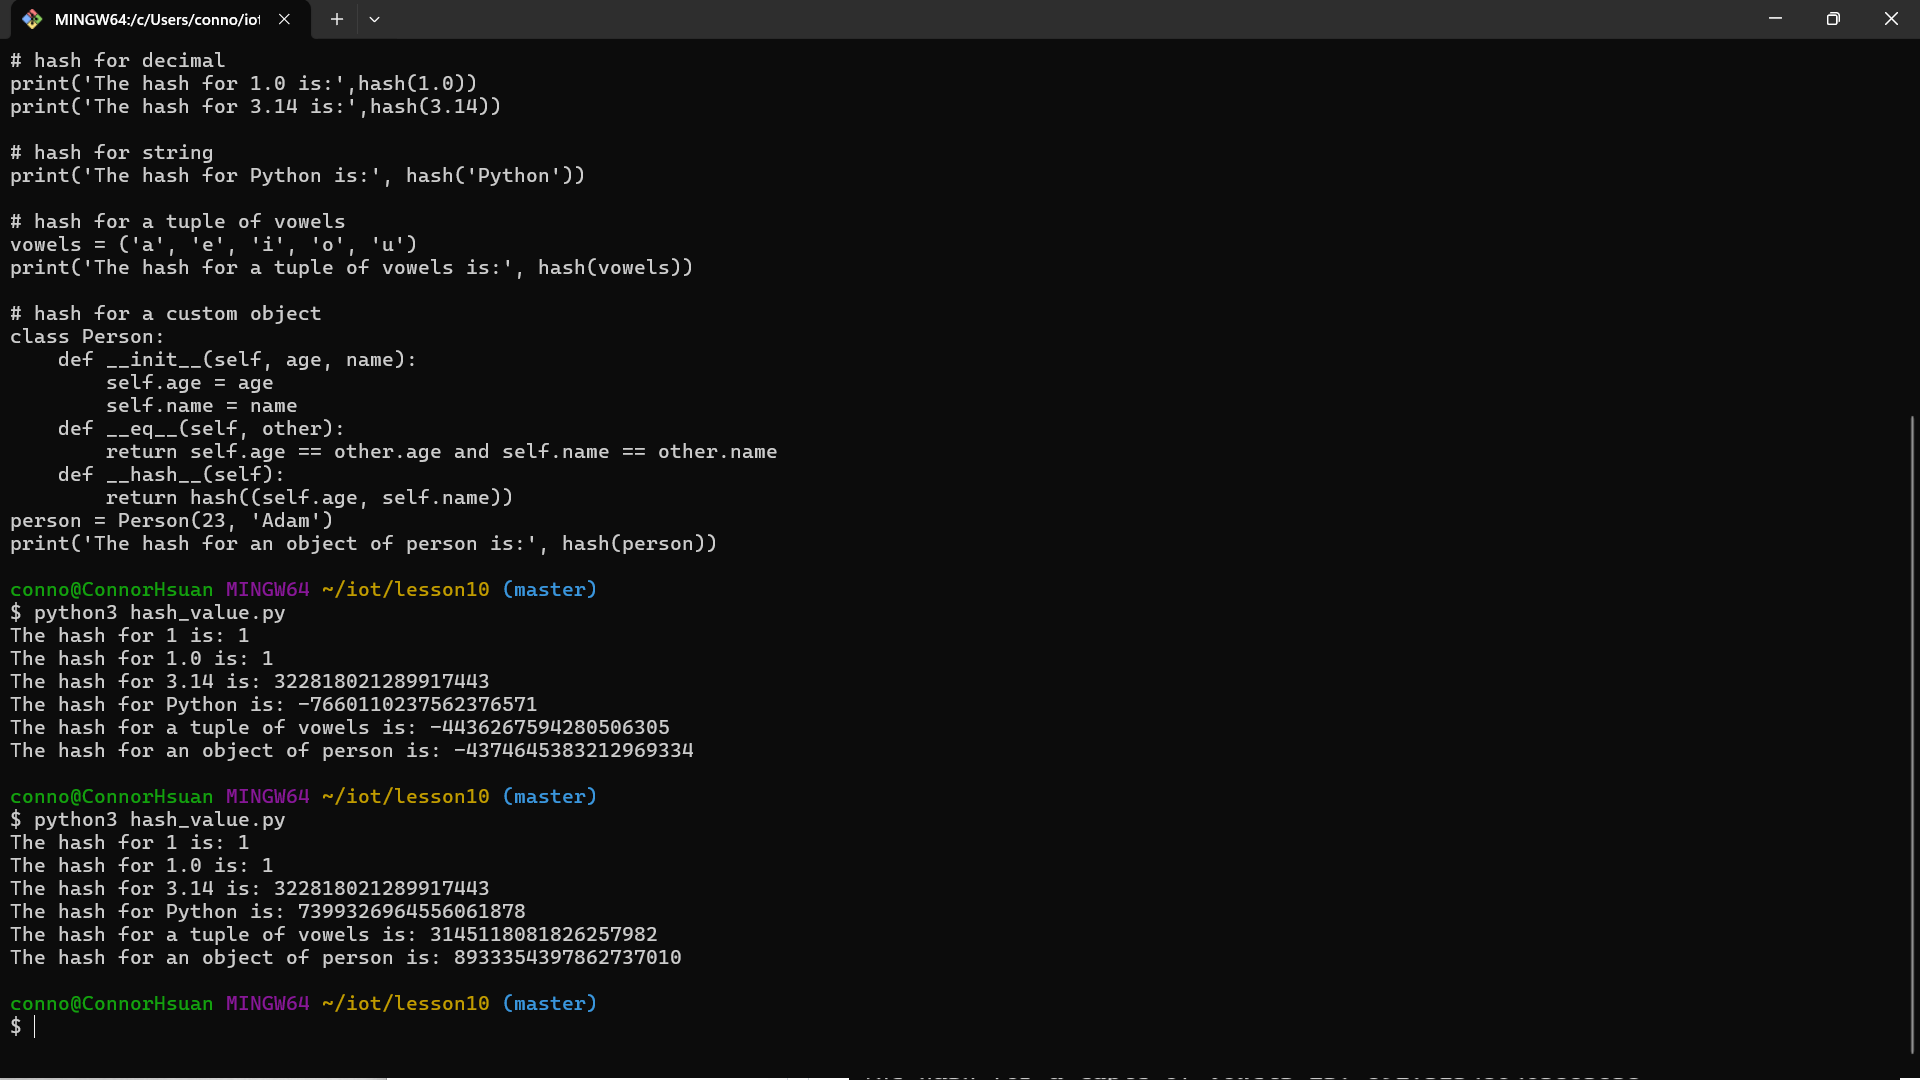 MINGW64:/c/Users/conno/iot
# hash for decimal
print('The hash for 1.0 is:',hash(1.0))
print('The hash for 3.14 is:',hash(3.14))
# hash for string
print('The hash for Python is:', hash('Python'))
# hash for a tuple of vowels
vowels = ('a', 'e', 'i', 'o', 'u')
print('The hash for a tuple of vowels is:', hash(vowels))
# hash for a custom object
class Person:
    def __init__(self, age, name):
        self.age = age
        self.name = name
    def __eq__(self, other):
        return self.age == other.age and self.name == other.name
    def __hash__(self):
        return hash((self.age, self.name))
person = Person(23, 'Adam')
print('The hash for an object of person is:', hash(person))
conno@ConnorHsuan MINGW64 ~/iot/lesson10 (master)
$ python3 hash_value.py
The hash for 1 is: 1
The hash for 1.0 is: 1
The hash for 3.14 is: 322818021289917443
The hash for Python is: -7660110237562376571
The hash for a tuple of vowels is: -4436267594280506305
The hash for an object of person is: -4374645383212969334
conno@ConnorHsuan MINGW64 ~/iot/lesson10 (master)
$ python3 hash_value.py
The hash for 1 is: 1
The hash for 1.0 is: 1
The hash for 3.14 is: 322818021289917443
The hash for Python is: 7399326964556061878
The hash for a tuple of vowels is: 3145118081826257982
The hash for an object of person is: 8933354397862737010
conno@ConnorHsuan MINGW64 ~/iot/lesson10 (master)
$